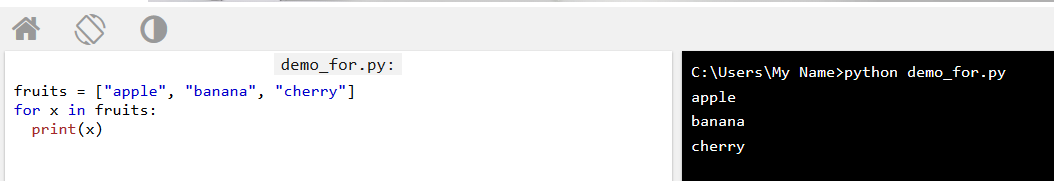 demo_for.py:
fruits = ["apple", "banana", "cherry"]
for x in fruits:
  print(x)
C:\Users\My Name>python demo_for.py
apple
banana
cherry